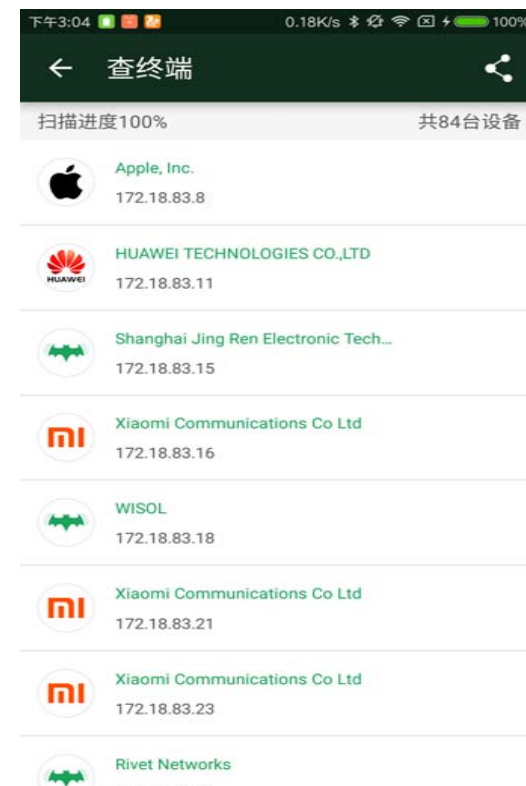 下午3:04 0.18K/s 100%
查终端
扫描进度100% 共84台设备
Apple, Inc.
172.18.83.8
HUAWEI TECHNOLOGIES CO.,LTD
HUAWEI
172.18.83.11
Shanghai Jing Ren Electronic Tech...
172.18.83.15
Xiaomi Communications Co Ltd
172.18.83.16
WISOL
172.18.83.18
Xiaomi Communications Co Ltd
172.18.83.21
Xiaomi Communications Co Ltd
172.18.83.23
Rivet Networks